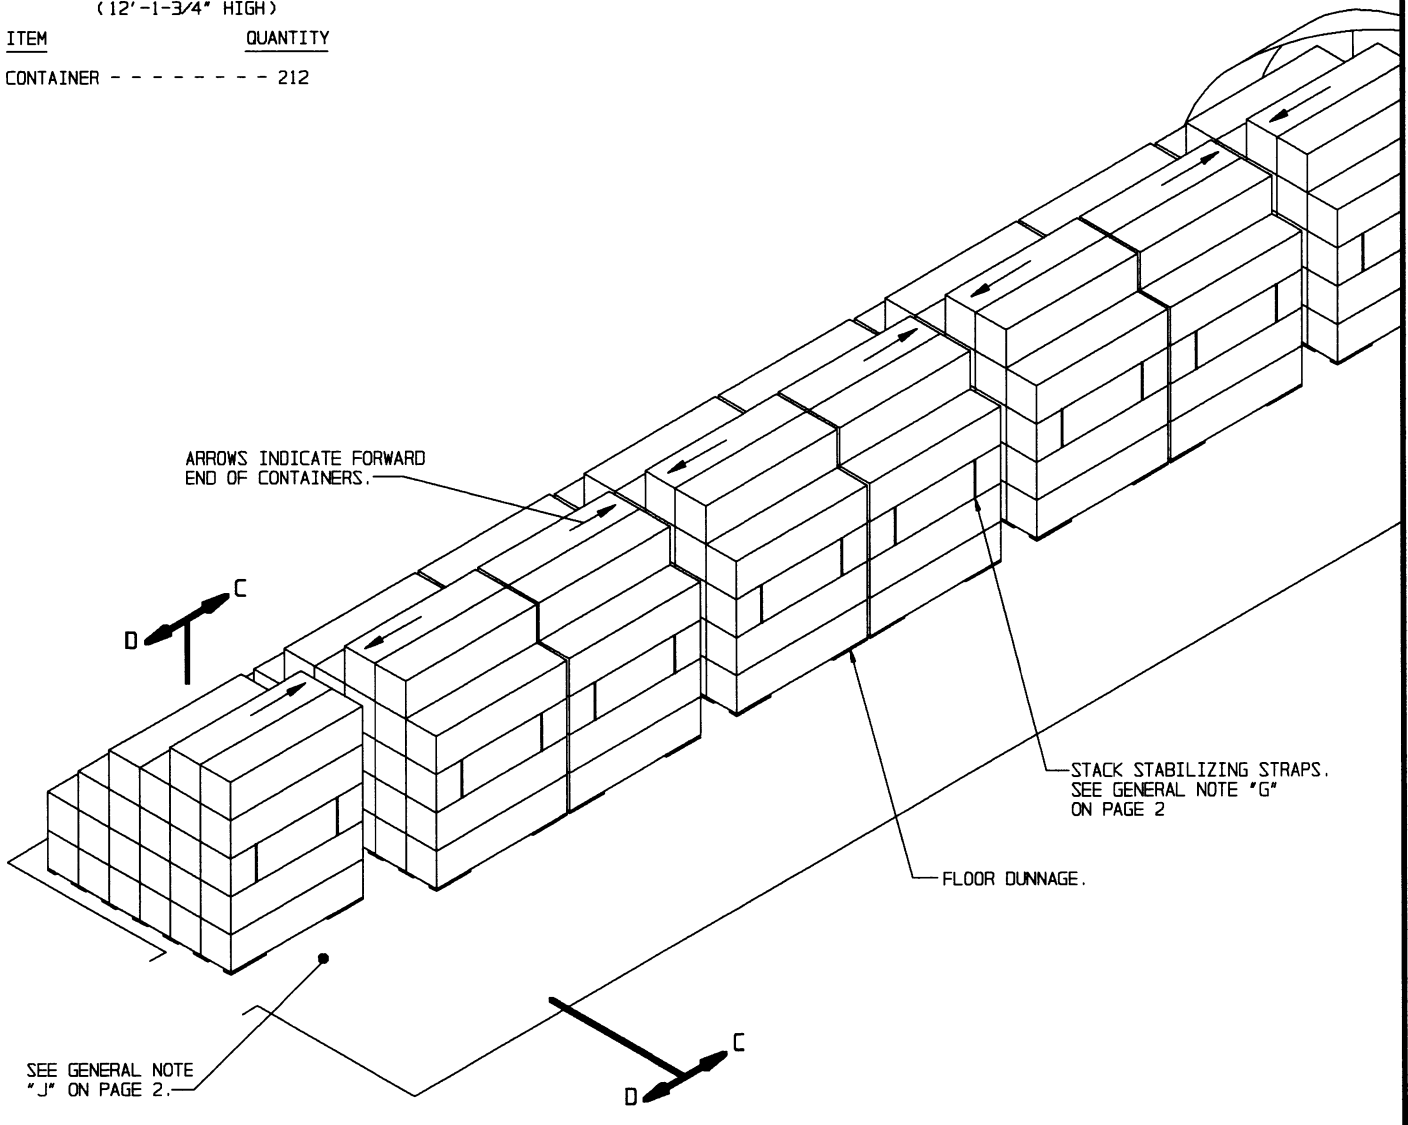 (12'-1-3/4" HIGH)
ITEM QUANTITY
CONTAINER - - - - - - - - 212
ARROWS INDICATE FORWARD
END OF CONTAINERS.
C
D
STACK STABILIZING STRAPS.
SEE GENERAL NOTE "G"
ON PAGE 2
FLOOR DUNNAGE.
SEE GENERAL NOTE
"J" ON PAGE 2.
C
D